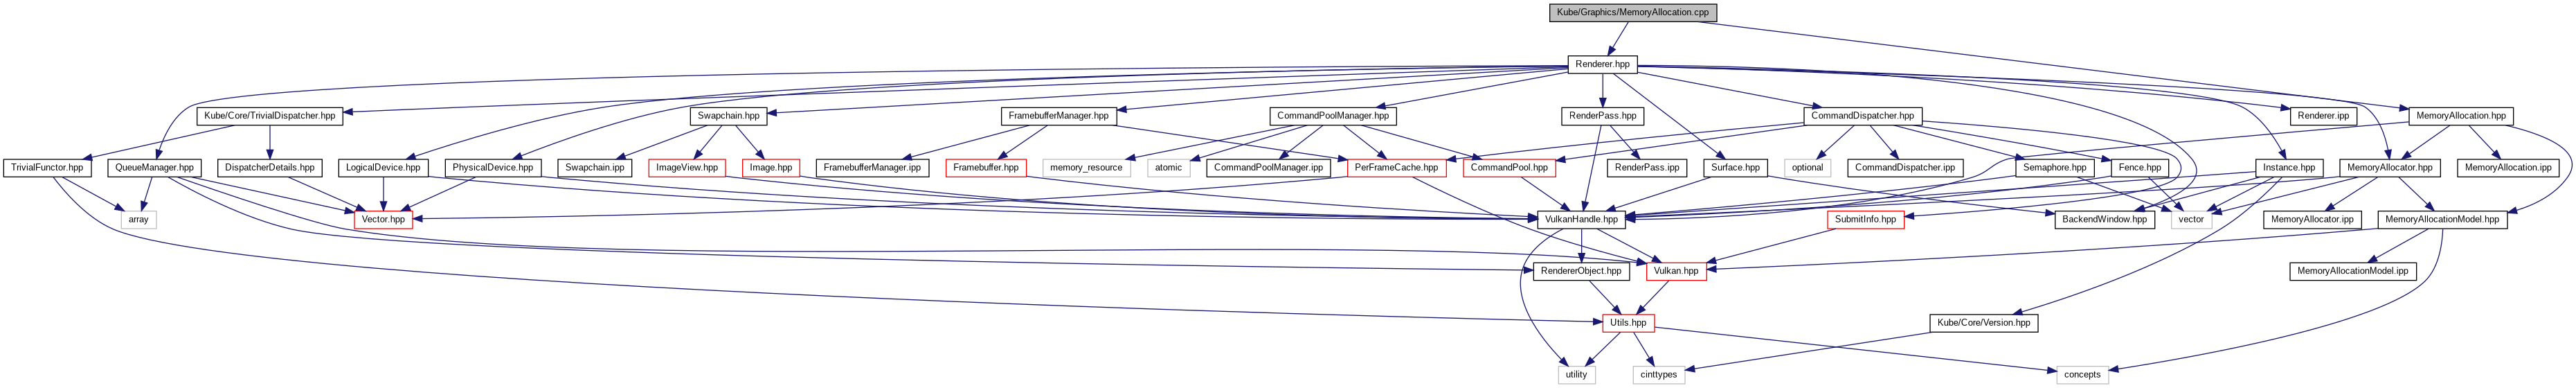 Kube/Graphics/MemoryAllocation.cpp
Renderer.hpp
Kube/Core/TrivialDispatcher.hpp
Swapchain.hpp
FramebufferManager.hpp
CommandPoolManager.hpp
RenderPass.hpp
CommandDispatcher.hpp
Renderer.ipp
MemoryAllocation.hpp
TrivialFunctor.hpp
QueueManager.hpp
DispatcherDetails.hpp
LogicalDevice.hpp
PhysicalDevice.hpp
Swapchain.ipp
ImageView.hpp
Image.hpp
FramebufferManager.ipp
Framebuffer.hpp
memory_resource
atomic
CommandPoolManager.ipp
PerFrameCache.hpp
CommandPool.hpp
RenderPass.ipp
Surface.hpp
optional
CommandDispatcher.ipp
Semaphore.hpp
Fence.hpp
Instance.hpp
MemoryAllocator.hpp
MemoryAllocation.ipp
array
Vector.hpp
VulkanHandle.hpp
SubmitInfo.hpp
BackendWindow.hpp
vector
MemoryAllocator.ipp
MemoryAllocationModel.hpp
RendererObject.hpp
Vulkan.hpp
MemoryAllocationModel.ipp
Utils.hpp
Kube/Core/Version.hpp
utility
cinttypes
concepts